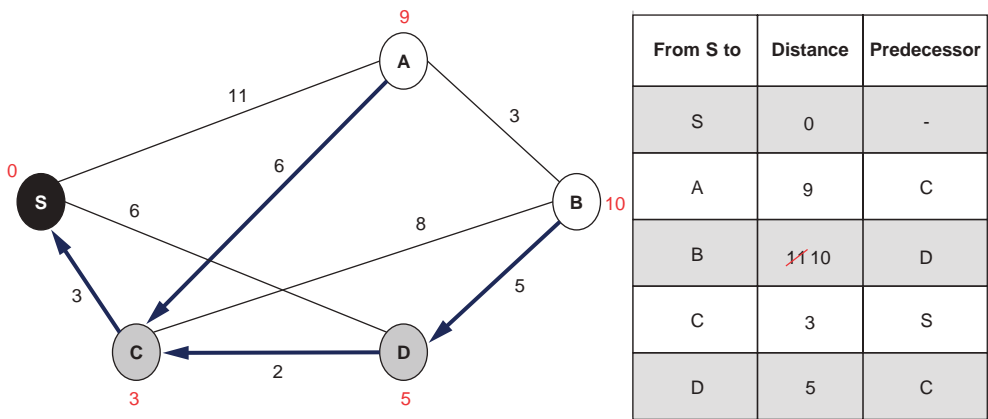 9
A
11
3
0
6
S
6
B
10
8
3
5
C
D
2
3
5
From S to Distance Predecessor
S 0 -
A 9 C
B 11 10 D
C 3 S
D 5 C